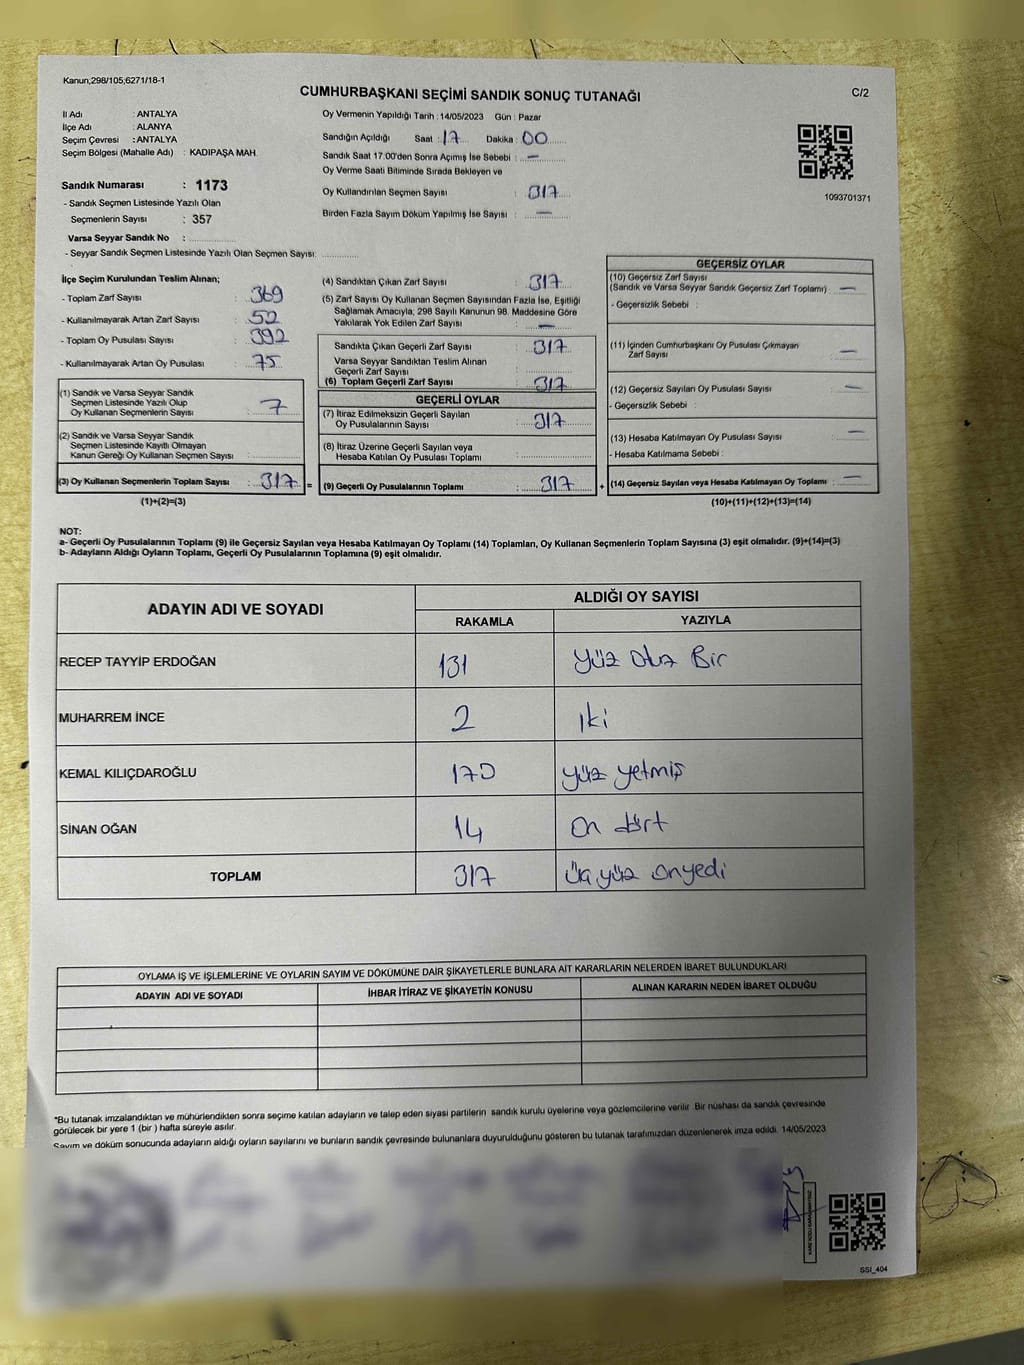 Kanun;298/105,6271/18-1
CUMHURBAŞKANI SEÇİMİ SANDIK SONUÇ TUTANAĞI
C/2
İl Adı : ANTALYA
İlçe Adı : ALANYA
Seçim Çevresi : ANTALYA
Seçim Bölgesi (Mahalle Adı) : KADIPAŞA MAH.
Sandık Numarası : 1173
- Sandık Seçmen Listesinde Yazılı Olan
Seçmenlerin Sayısı : 357
Varsa Seyyar Sandık No :
- Seyyar Sandık Seçmen Listesinde Yazılı Olan Seçmen Sayısı:
Oy Vermenin Yapıldığı Tarih : 14/05/2023 Gün : Pazar
Sandığın Açıldığı Saat : 17 Dakika : 00
Sandık Saat 17.00'den Sonra Açımış İse Sebebi : —
Oy Verme Saati Bitiminde Sırada Bekleyen ve
Oy Kullandırılan Seçmen Sayısı : 317
Birden Fazla Sayım Döküm Yapılmış İse Sayısı : —
1093701371
İlçe Seçim Kurulundan Teslim Alınan;
- Toplam Zarf Sayısı : 369
- Kullanılmayarak Artan Zarf Sayısı : 52
- Toplam Oy Pusulası Sayısı : 392
- Kullanılmayarak Artan Oy Pusulası : 75
(1) Sandık ve Varsa Seyyar Sandık
Seçmen Listesinde Yazılı Olup
Oy Kullanan Seçmenlerin Sayısı : 7
(2) Sandık ve Varsa Seyyar Sandık
Seçmen Listesinde Kayıtlı Olmayan
Kanun Gereği Oy Kullanan Seçmen Sayısı :
(3) Oy Kullanan Seçmenlerin Toplam Sayısı : 317
(1)+(2)=(3)
(4) Sandıktan Çıkan Zarf Sayısı : 317
(5) Zarf Sayısı Oy Kullanan Seçmen Sayısından Fazla İse, Eşitliği
Sağlamak Amacıyla; 298 Sayılı Kanunun 98. Maddesine Göre
Yakılarak Yok Edilen Zarf Sayısı : —
Sandıkta Çıkan Geçerli Zarf Sayısı : 317
Varsa Seyyar Sandıktan Teslim Alınan
Geçerli Zarf Sayısı :
(6) Toplam Geçerli Zarf Sayısı : 317
GEÇERLİ OYLAR
(7) İtiraz Edilmeksizin Geçerli Sayılan
Oy Pusulalarının Sayısı : 317
(8) İtiraz Üzerine Geçerli Sayılan veya
Hesaba Katılan Oy Pusulası Toplamı :
= (9) Geçerli Oy Pusulalarının Toplamı : 317 +
GEÇERSİZ OYLAR
(10) Geçersiz Zarf Sayısı
(Sandık ve Varsa Seyyar Sandık Geçersiz Zarf Toplamı) : —
- Geçersizlik Sebebi :
(11) İçinden Cumhurbaşkanı Oy Pusulası Çıkmayan
Zarf Sayısı : —
(12) Geçersiz Sayılan Oy Pusulası Sayısı : —
- Geçersizlik Sebebi :
(13) Hesaba Katılmayan Oy Pusulası Sayısı : —
- Hesaba Katılmama Sebebi :
(14) Geçersiz Sayılan veya Hesaba Katılmayan Oy Toplamı : —
(10)+(11)+(12)+(13)=(14)
NOT:
a- Geçerli Oy Pusulalarının Toplamı (9) ile Geçersiz Sayılan veya Hesaba Katılmayan Oy Toplamı (14) Toplamları, Oy Kullanan Seçmenlerin Toplam Sayısına (3) eşit olmalıdır. (9)+(14)=(3)
b- Adayların Aldığı Oyların Toplamı, Geçerli Oy Pusulalarının Toplamına (9) eşit olmalıdır.
ADAYIN ADI VE SOYADI ALDIĞI OY SAYISI
RAKAMLA YAZIYLA
RECEP TAYYİP ERDOĞAN 131 Yüz Otuz Bir
MUHARREM İNCE 2 iki
KEMAL KILIÇDAROĞLU 170 yüz yetmiş
SİNAN OĞAN 14 on dört
TOPLAM 317 üç yüz onyedi
OYLAMA İŞ VE İŞLEMLERİNE VE OYLARIN SAYIM VE DÖKÜMÜNE DAİR ŞİKAYETLERLE BUNLARA AİT KARARLARIN NELERDEN İBARET BULUNDUKLARI
ADAYIN ADI VE SOYADI İHBAR İTİRAZ VE ŞİKAYETİN KONUSU ALINAN KARARIN NEDEN İBARET OLDUĞU
*Bu tutanak imzalandıktan ve mühürlendikten sonra seçime katılan adayların ve talep eden siyasi partilerin sandık kurulu üyelerine veya gözlemcilerine verilir. Bir nüshası da sandık çevresinde
görülecek bir yere 1 (bir ) hafta süreyle asılır.
Sayım ve döküm sonucunda adayların aldığı oyların sayılarını ve bunların sandık çevresinde bulunanlara duyurulduğunu gösteren bu tutanak tarafımızdan düzenlenerek imza edildi. 14/05/2023
SSI_404